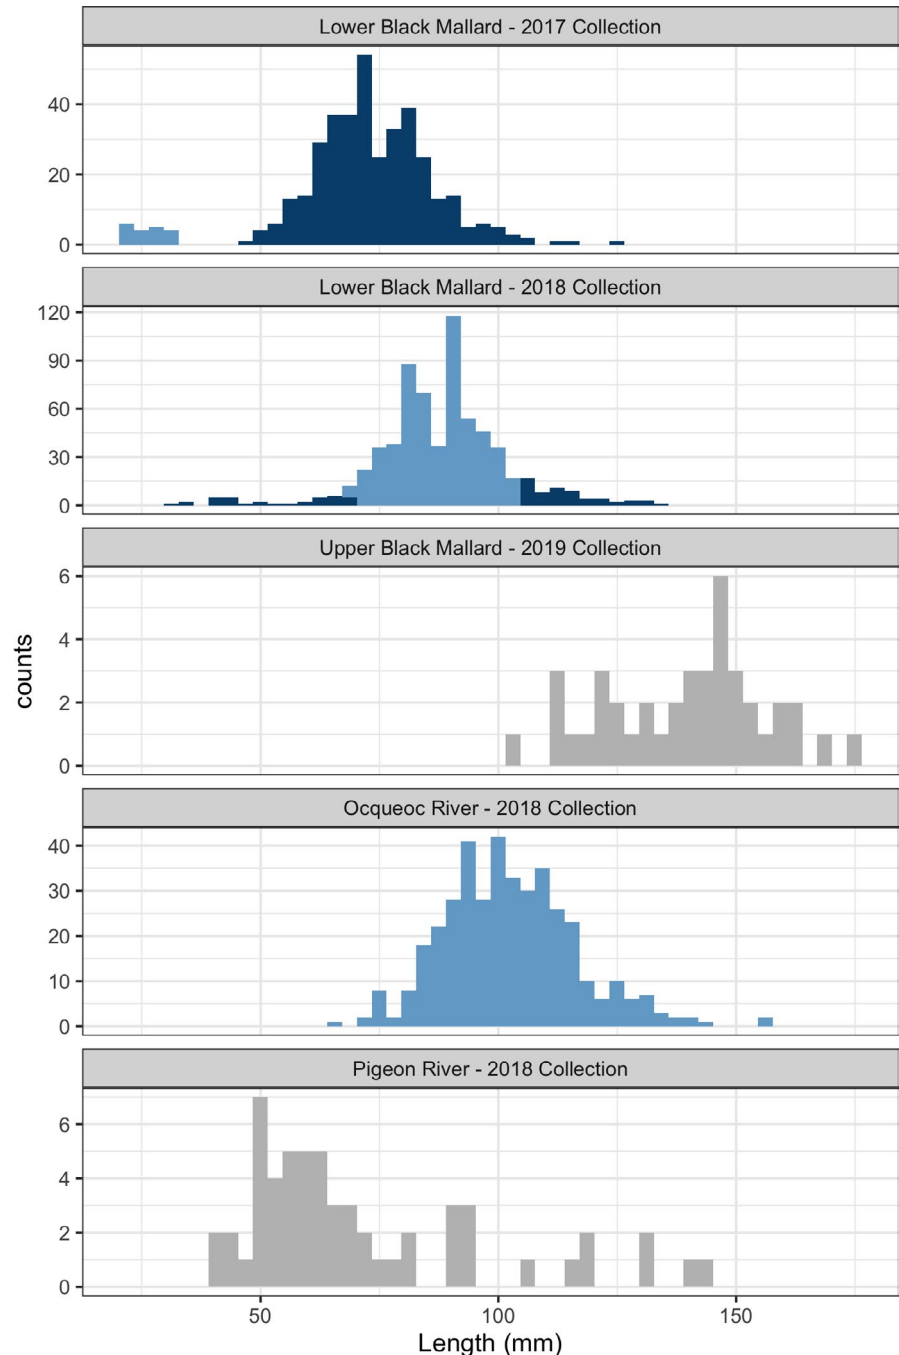 Lower Black Mallard - 2017 Collection
40
20
0
Lower Black Mallard - 2018 Collection
120
90
60
30
0
Upper Black Mallard - 2019 Collection
6
4
2
0
counts
Ocqueoc River - 2018 Collection
40
30
20
10
0
Pigeon River - 2018 Collection
6
4
2
0
50 100 150
Length (mm)